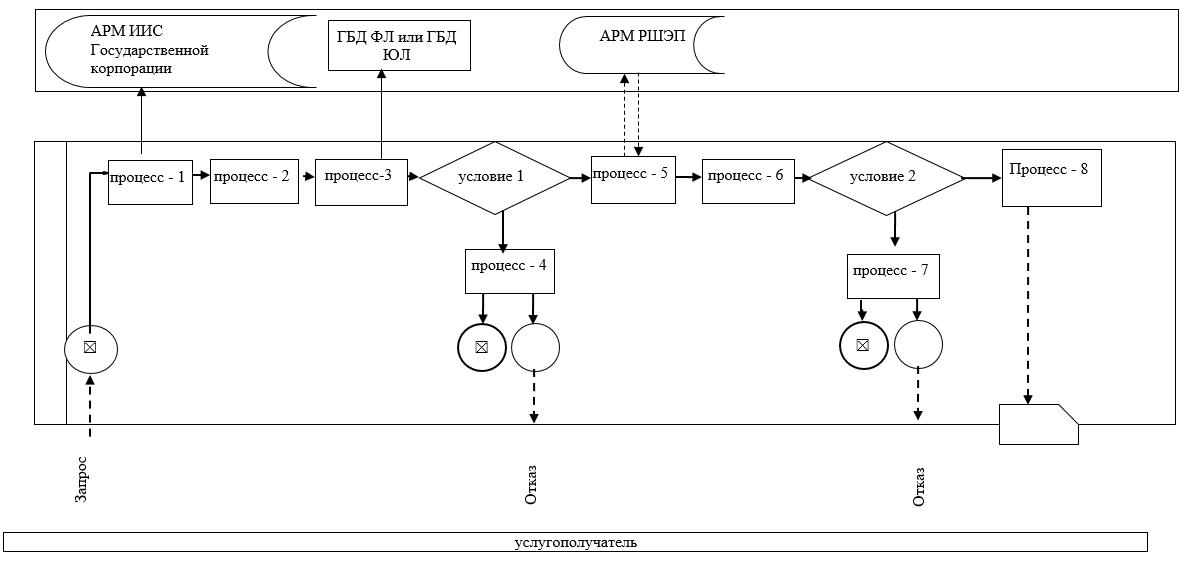 АРМ ИИС
Государственной
корпорации
ГБД ФЛ или ГБД
ЮЛ
АРМ РШЭП
процесс - 1
процесс - 2
процесс-3
условие 1
процесс - 5
процесс - 6
условие 2
Процесс - 8
процесс - 4
процесс - 7
Запрос
Отказ
Отказ
услугополучатель